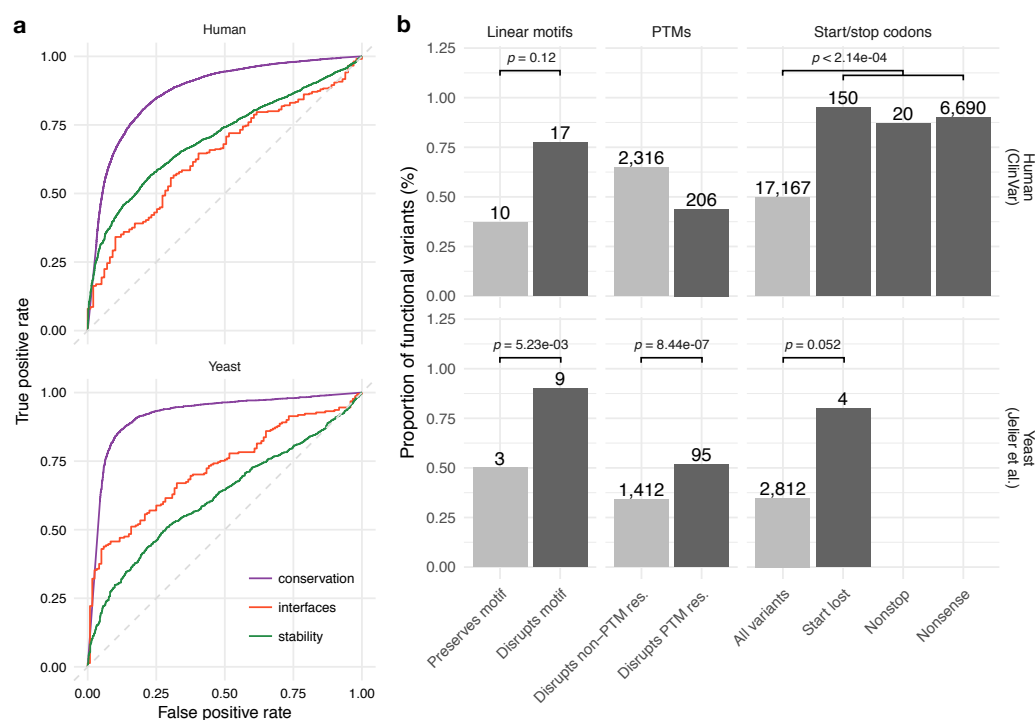 a
Human
1.00
0.75
0.50
0.25
0.00
Yeast
1.00
0.75
0.50
0.25
0.00
conservation
interfaces
stability
0.00 0.25 0.50 0.75 1.00
False positive rate
True positive rate
b
Linear motifs PTMs Start/stop codons
1.25
1.00
0.75
0.50
0.25
0.00
p = 0.12
p < 2.14e-04
10
17
2,316
206
17,167
150
20
6,690
Human
(ClinVar)
1.25
1.00
0.75
0.50
0.25
0.00
p = 5.23e-03
p = 8.44e-07
p = 0.052
3
9
1,412
95
2,812
4
Yeast
(Jelier et al.)
Proportion of functional variants (%)
Preserves motif
Disrupts motif
Disrupts non-PTM res.
Disrupts PTM res.
All variants
Start lost
Nonstop
Nonsense